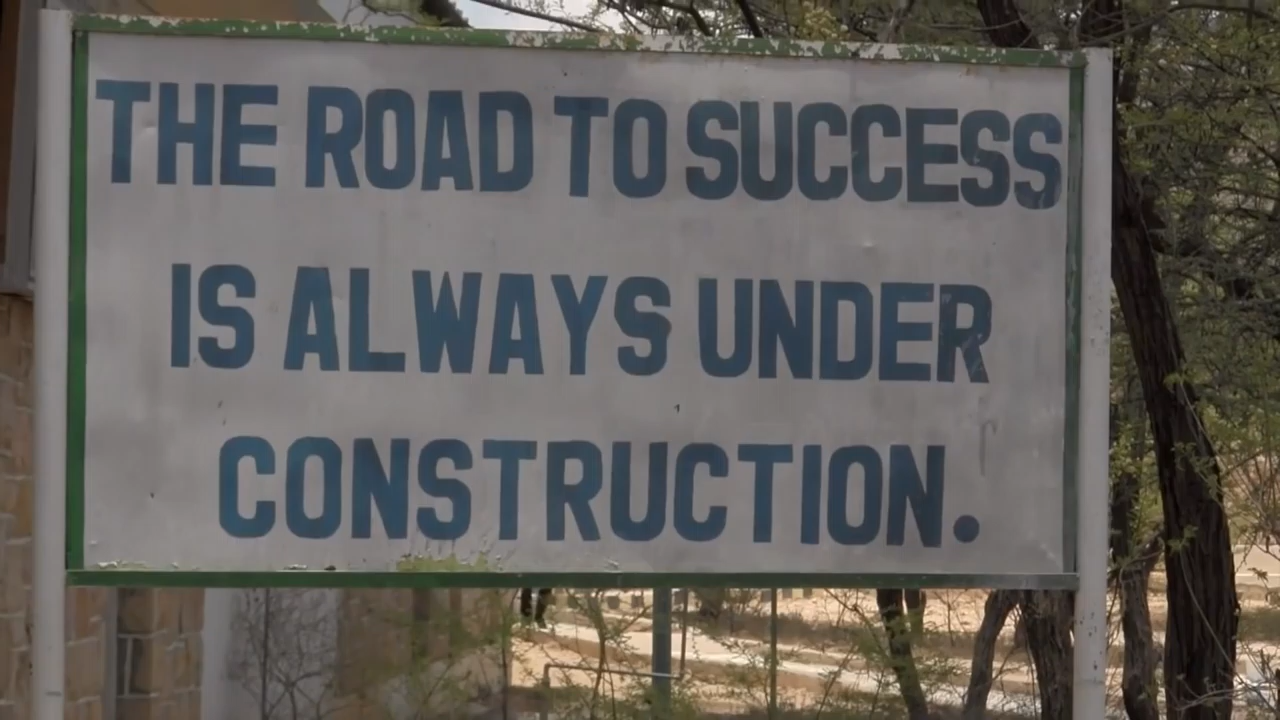 THE ROAD TO SUCCESS
IS ALWAYS UNDER
CONSTRUCTION.